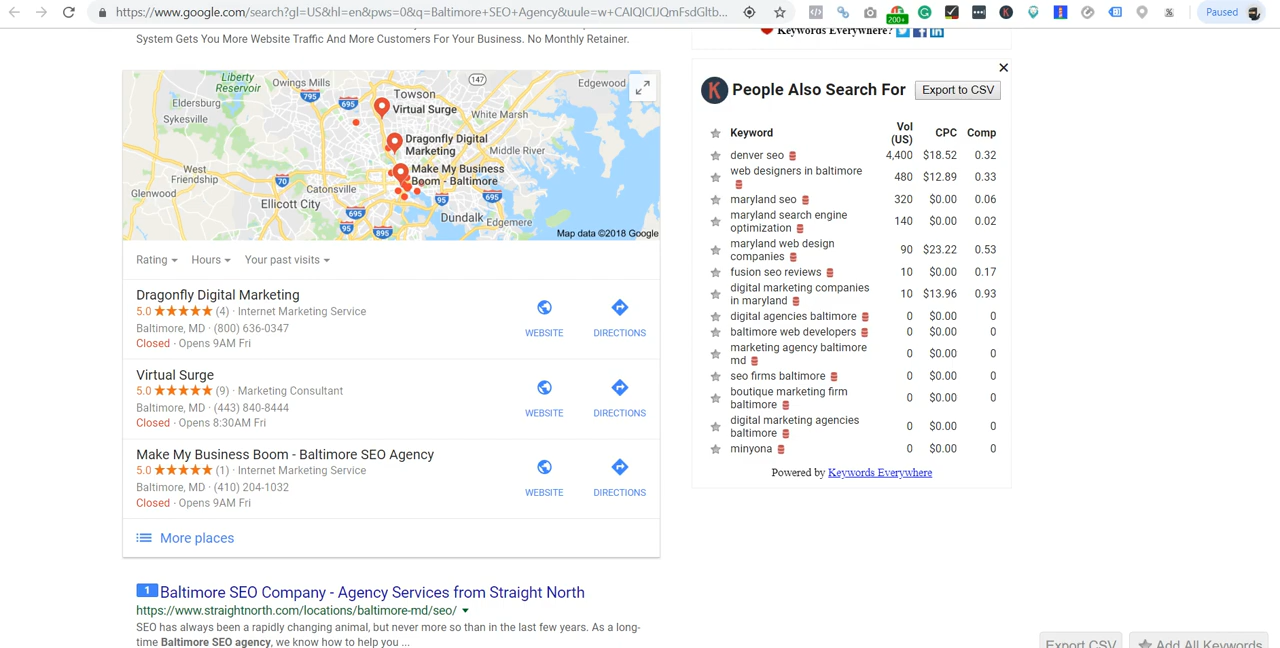 https://www.google.com/search?gl=US&hl=en&pws=0&q=Baltimore+SEO+Agency&uule=w+CAIQICIJQmFsdGltb...
200+
Paused
System Gets You More Website Traffic And More Customers For Your Business. No Monthly Retainer.
Liberty
Reservoir
Owings Mills
147
Edgewood
795
695
Towson
Eldersburg
Virtual Surge
White Marsh
Sykesville
Dragonfly Digital
Marketing
Middle River
West
Friendship
70
Make My Business
Boom - Baltimore
Glenwood
Catonsville
695
95
Ellicott City
695
Dundalk
Edgemere
95
895
Map data ©2018 Google
Rating
Hours
Your past visits
Dragonfly Digital Marketing
5.0 ★★★★★ (4) · Internet Marketing Service
Baltimore, MD · (800) 636-0347
Closed · Opens 9AM Fri
WEBSITE
DIRECTIONS
Virtual Surge
5.0 ★★★★★ (9) · Marketing Consultant
Baltimore, MD · (443) 840-8444
Closed · Opens 8:30AM Fri
WEBSITE
DIRECTIONS
Make My Business Boom - Baltimore SEO Agency
5.0 ★★★★★ (1) · Internet Marketing Service
Baltimore, MD · (410) 204-1032
Closed · Opens 9AM Fri
WEBSITE
DIRECTIONS
More places
1 Baltimore SEO Company - Agency Services from Straight North
https://www.straightnorth.com/locations/baltimore-md/seo/
SEO has always been a rapidly changing animal, but never more so than in the last few years. As a long-
time Baltimore SEO agency, we know how to help you ...
Keywords Everywhere?
K People Also Search For
Export to CSV
Keyword Vol (US) CPC Comp
denver seo 4,400 $18.52 0.32
web designers in baltimore 480 $12.89 0.33
maryland seo 320 $0.00 0.06
maryland search engine
optimization 140 $0.00 0.02
maryland web design
companies 90 $23.22 0.53
fusion seo reviews 10 $0.00 0.17
digital marketing companies
in maryland 10 $13.96 0.93
digital agencies baltimore 0 $0.00 0
baltimore web developers 0 $0.00 0
marketing agency baltimore
md 0 $0.00 0
seo firms baltimore 0 $0.00 0
boutique marketing firm
baltimore 0 $0.00 0
digital marketing agencies
baltimore 0 $0.00 0
minyona 0 $0.00 0
Powered by Keywords Everywhere
Export CSV
Add All Keywords